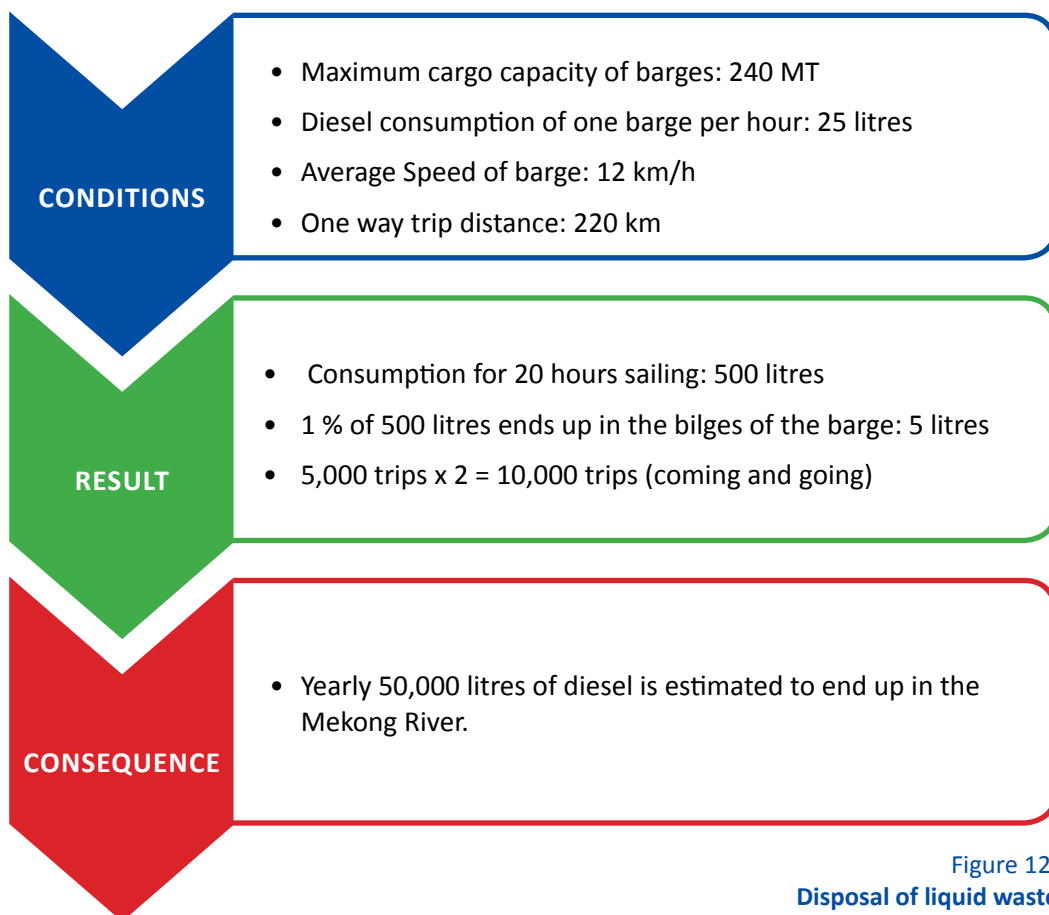 CONDITIONS
• Maximum cargo capacity of barges: 240 MT
• Diesel consumption of one barge per hour: 25 litres
• Average Speed of barge: 12 km/h
• One way trip distance: 220 km
RESULT
• Consumption for 20 hours sailing: 500 litres
• 1 % of 500 litres ends up in the bilges of the barge: 5 litres
• 5,000 trips x 2 = 10,000 trips (coming and going)
CONSEQUENCE
• Yearly 50,000 litres of diesel is estimated to end up in the
Mekong River.
Figure 12
Disposal of liquid waste